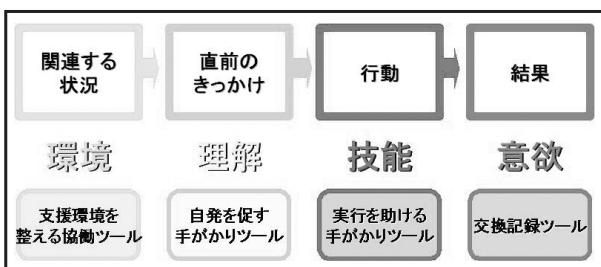 関連する
状況
直前の
きっかけ
行動
結果
環境
理解
技能
意欲
支援環境を
整える協働ツール
自発を促す
手がかりツール
実行を助ける
手がかりツール
交換記録ツール